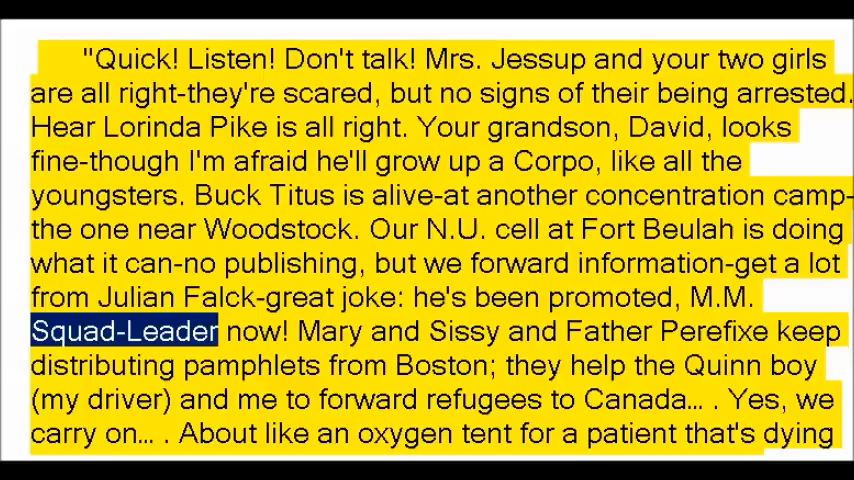 "Quick! Listen! Don't talk! Mrs. Jessup and your two girls
are all right-they're scared, but no signs of their being arrested.
Hear Lorinda Pike is all right. Your grandson, David, looks
fine-though I'm afraid he'll grow up a Corpo, like all the
youngsters. Buck Titus is alive-at another concentration camp-
the one near Woodstock. Our N.U. cell at Fort Beulah is doing
what it can-no publishing, but we forward information-get a lot
from Julian Falck-great joke: he's been promoted, M.M.
Squad-Leader now! Mary and Sissy and Father Perefixe keep
distributing pamphlets from Boston; they help the Quinn boy
(my driver) and me to forward refugees to Canada... . Yes, we
carry on... . About like an oxygen tent for a patient that's dying